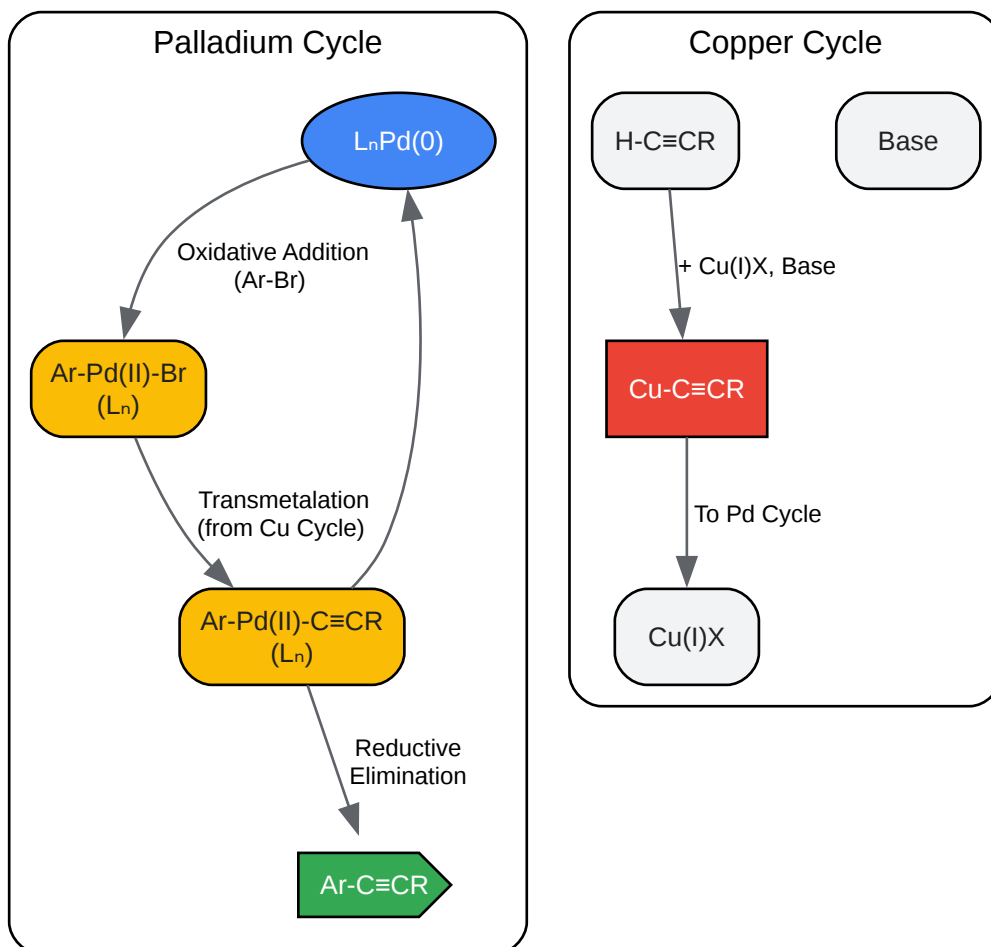 Palladium Cycle
LₙPd(0)
Oxidative Addition
(Ar-Br)
Ar-Pd(II)-Br
(Lₙ)
Transmetalation
(from Cu Cycle)
Ar-Pd(II)-C≡CR
(Lₙ)
Reductive
Elimination
Ar-C≡CR
Copper Cycle
H-C≡CR
Base
+ Cu(I)X, Base
Cu-C≡CR
To Pd Cycle
Cu(I)X